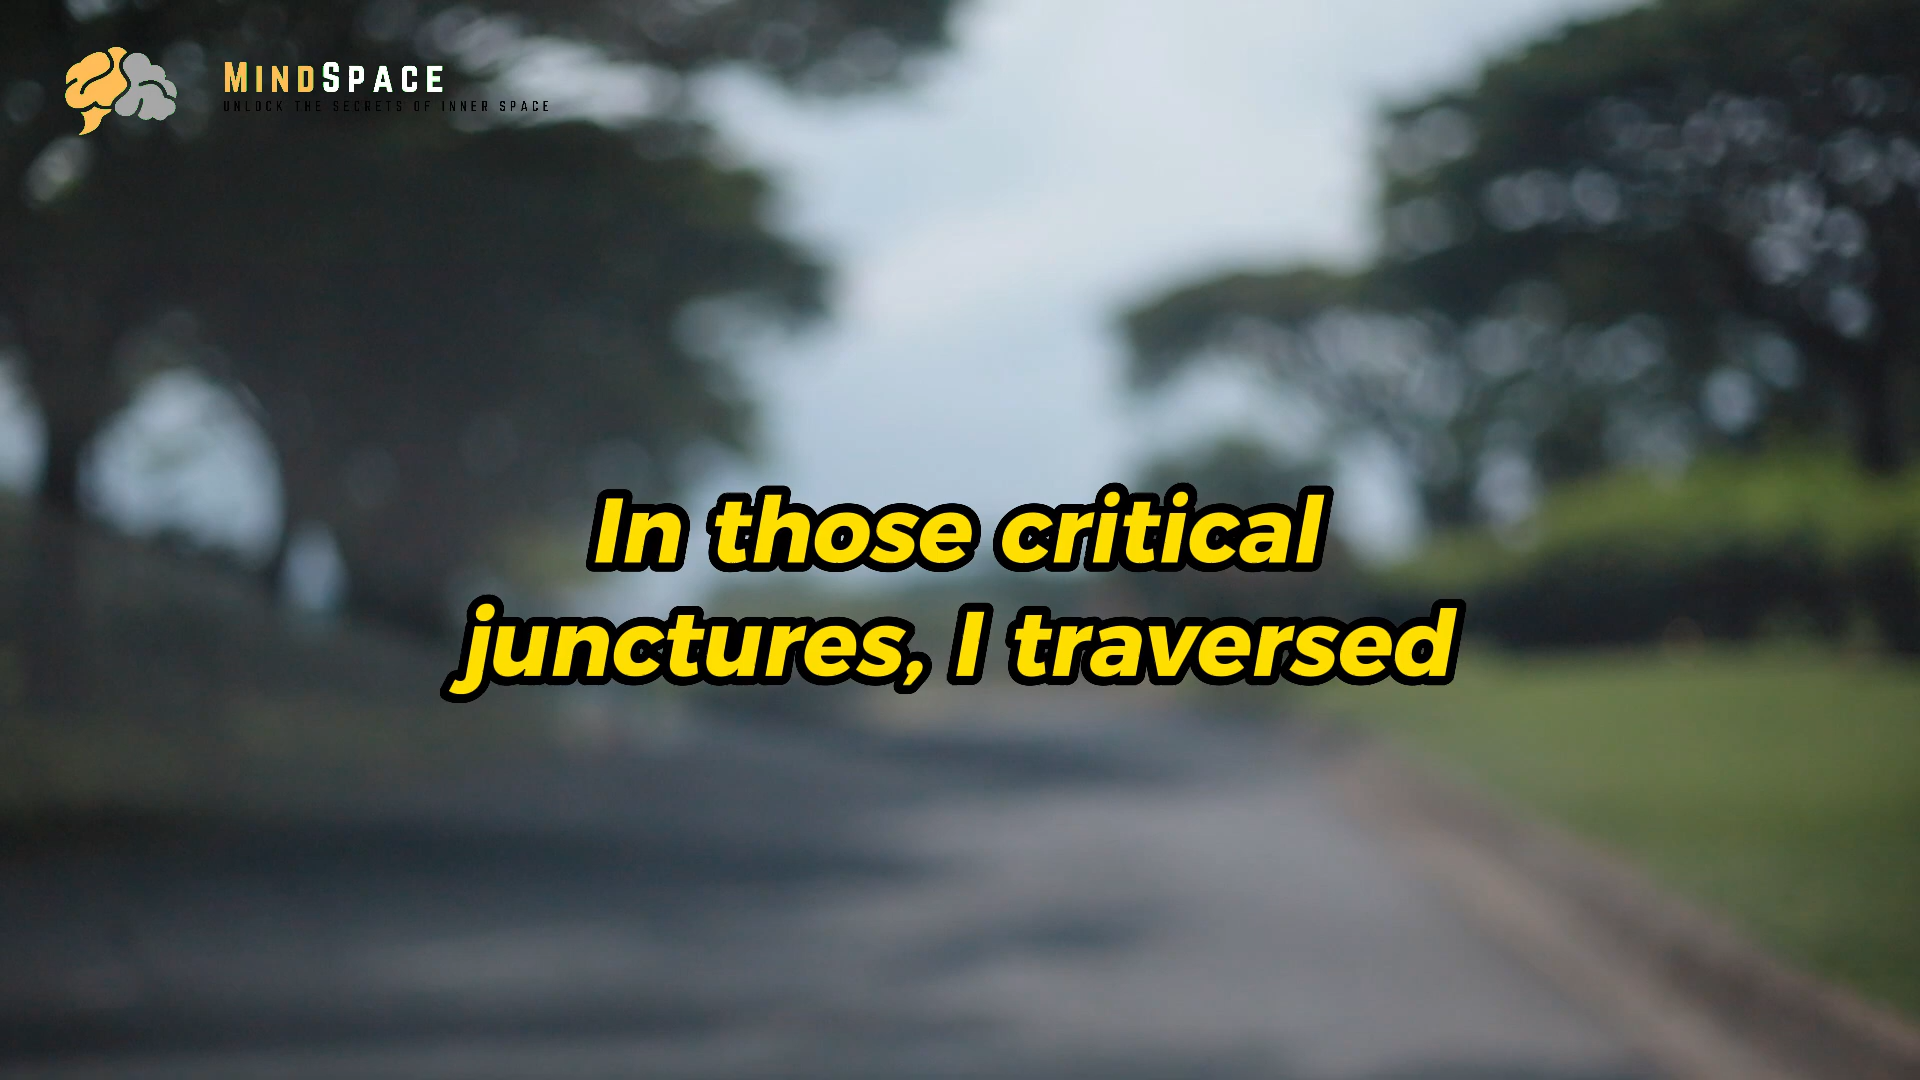 MINDSPACE
UNLOCK THE SECRETS OF INNER SPACE
In those critical
junctures, I traversed